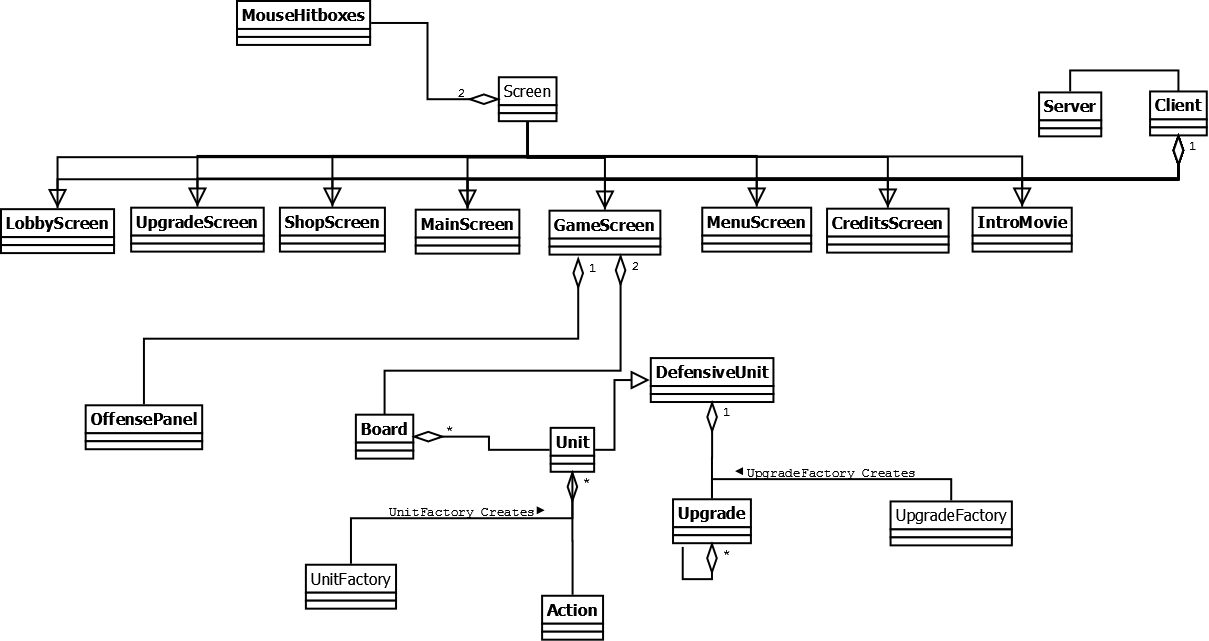 MouseHitboxes
2
Screen
Server
Client
1
LobbyScreen
UpgradeScreen
ShopScreen
MainScreen
GameScreen
MenuScreen
CreditsScreen
IntroMovie
1
2
DefensiveUnit
1
OffensePanel
Board
*
Unit
*
UpgradeFactory Creates
UnitFactory Creates
Upgrade
*
UpgradeFactory
UnitFactory
Action